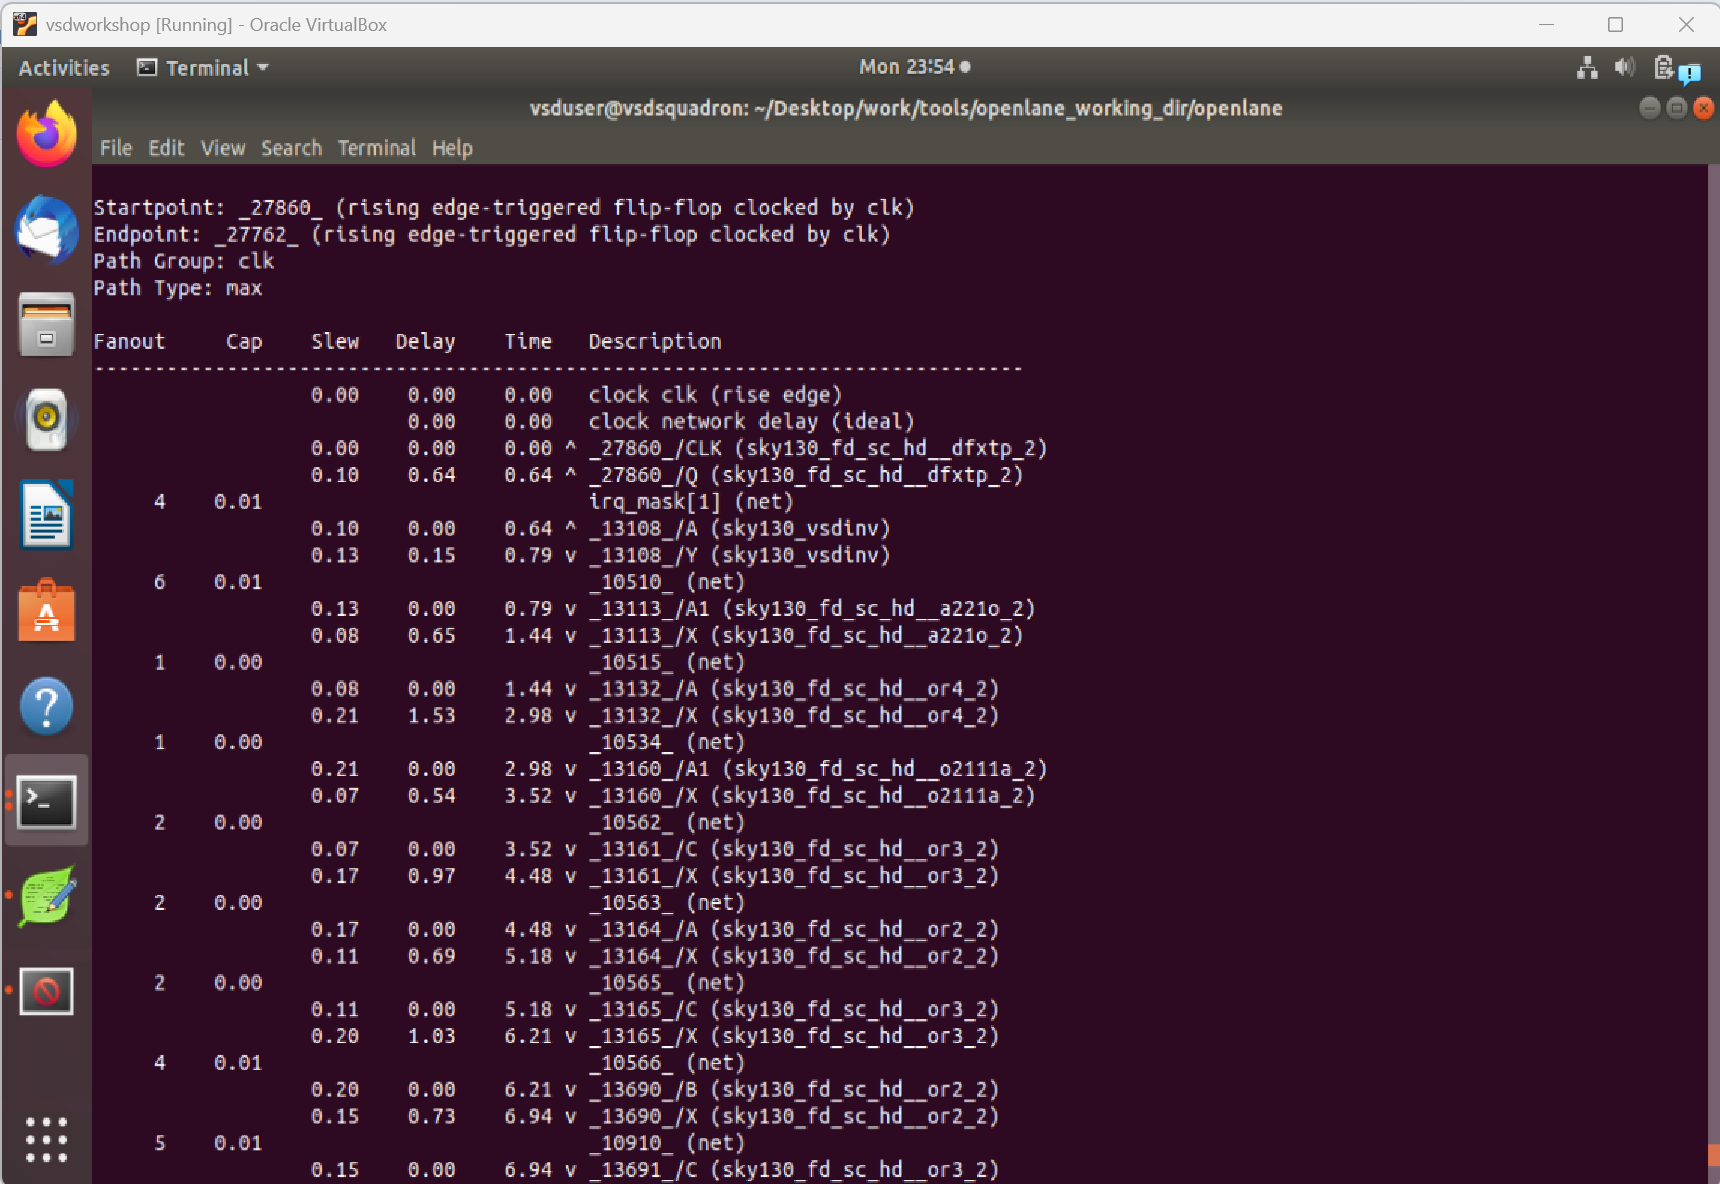 vsdworkshop [Running] - Oracle VirtualBox
Activities Terminal Mon 23:54
vsduser@vsdsquadron: ~/Desktop/work/tools/openlane_working_dir/openlane
File Edit View Search Terminal Help
Startpoint: _27860_ (rising edge-triggered flip-flop clocked by clk)
Endpoint: _27762_ (rising edge-triggered flip-flop clocked by clk)
Path Group: clk
Path Type: max
Fanout Cap Slew Delay Time Description
-----------------------------------------------------------------------------
0.00 0.00 0.00 clock clk (rise edge)
0.00 0.00 clock network delay (ideal)
0.00 0.00 0.00 ^ _27860_/CLK (sky130_fd_sc_hd__dfxtp_2)
0.10 0.64 0.64 ^ _27860_/Q (sky130_fd_sc_hd__dfxtp_2)
4 0.01 irq_mask[1] (net)
0.10 0.00 0.64 ^ _13108_/A (sky130_vsdinv)
0.13 0.15 0.79 v _13108_/Y (sky130_vsdinv)
6 0.01 _10510_ (net)
0.13 0.00 0.79 v _13113_/A1 (sky130_fd_sc_hd__a221o_2)
0.08 0.65 1.44 v _13113_/X (sky130_fd_sc_hd__a221o_2)
1 0.00 _10515_ (net)
0.08 0.00 1.44 v _13132_/A (sky130_fd_sc_hd__or4_2)
0.21 1.53 2.98 v _13132_/X (sky130_fd_sc_hd__or4_2)
1 0.00 _10534_ (net)
0.21 0.00 2.98 v _13160_/A1 (sky130_fd_sc_hd__o2111a_2)
0.07 0.54 3.52 v _13160_/X (sky130_fd_sc_hd__o2111a_2)
2 0.00 _10562_ (net)
0.07 0.00 3.52 v _13161_/C (sky130_fd_sc_hd__or3_2)
0.17 0.97 4.48 v _13161_/X (sky130_fd_sc_hd__or3_2)
2 0.00 _10563_ (net)
0.17 0.00 4.48 v _13164_/A (sky130_fd_sc_hd__or2_2)
0.11 0.69 5.18 v _13164_/X (sky130_fd_sc_hd__or2_2)
2 0.00 _10565_ (net)
0.11 0.00 5.18 v _13165_/C (sky130_fd_sc_hd__or3_2)
0.20 1.03 6.21 v _13165_/X (sky130_fd_sc_hd__or3_2)
4 0.01 _10566_ (net)
0.20 0.00 6.21 v _13690_/B (sky130_fd_sc_hd__or2_2)
0.15 0.73 6.94 v _13690_/X (sky130_fd_sc_hd__or2_2)
5 0.01 _10910_ (net)
0.15 0.00 6.94 v _13691_/C (sky130_fd_sc_hd__or3_2)